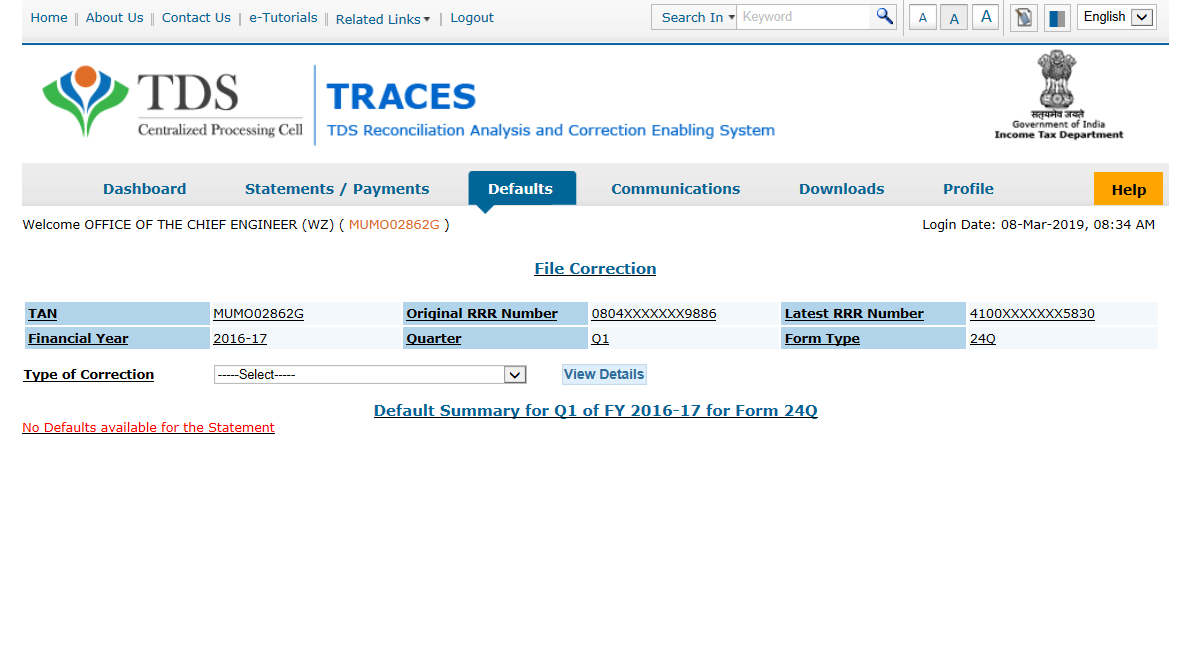 Home || About Us || Contact Us | e-Tutorials || Related Links ▾ | Logout Search In ▾ Keyword A A A English
TDS
Centralized Processing Cell
TRACES
TDS Reconciliation Analysis and Correction Enabling System
सत्यमेव जयते
Government of India
Income Tax Department
Dashboard Statements / Payments Defaults Communications Downloads Profile Help
Welcome OFFICE OF THE CHIEF ENGINEER (WZ) ( MUMO02862G ) Login Date: 08-Mar-2019, 08:34 AM
File Correction
TAN MUMO02862G Original RRR Number 0804XXXXXXX9886 Latest RRR Number 4100XXXXXXX5830
Financial Year 2016-17 Quarter Q1 Form Type 24Q
Type of Correction -----Select----- View Details
Default Summary for Q1 of FY 2016-17 for Form 24Q
No Defaults available for the Statement